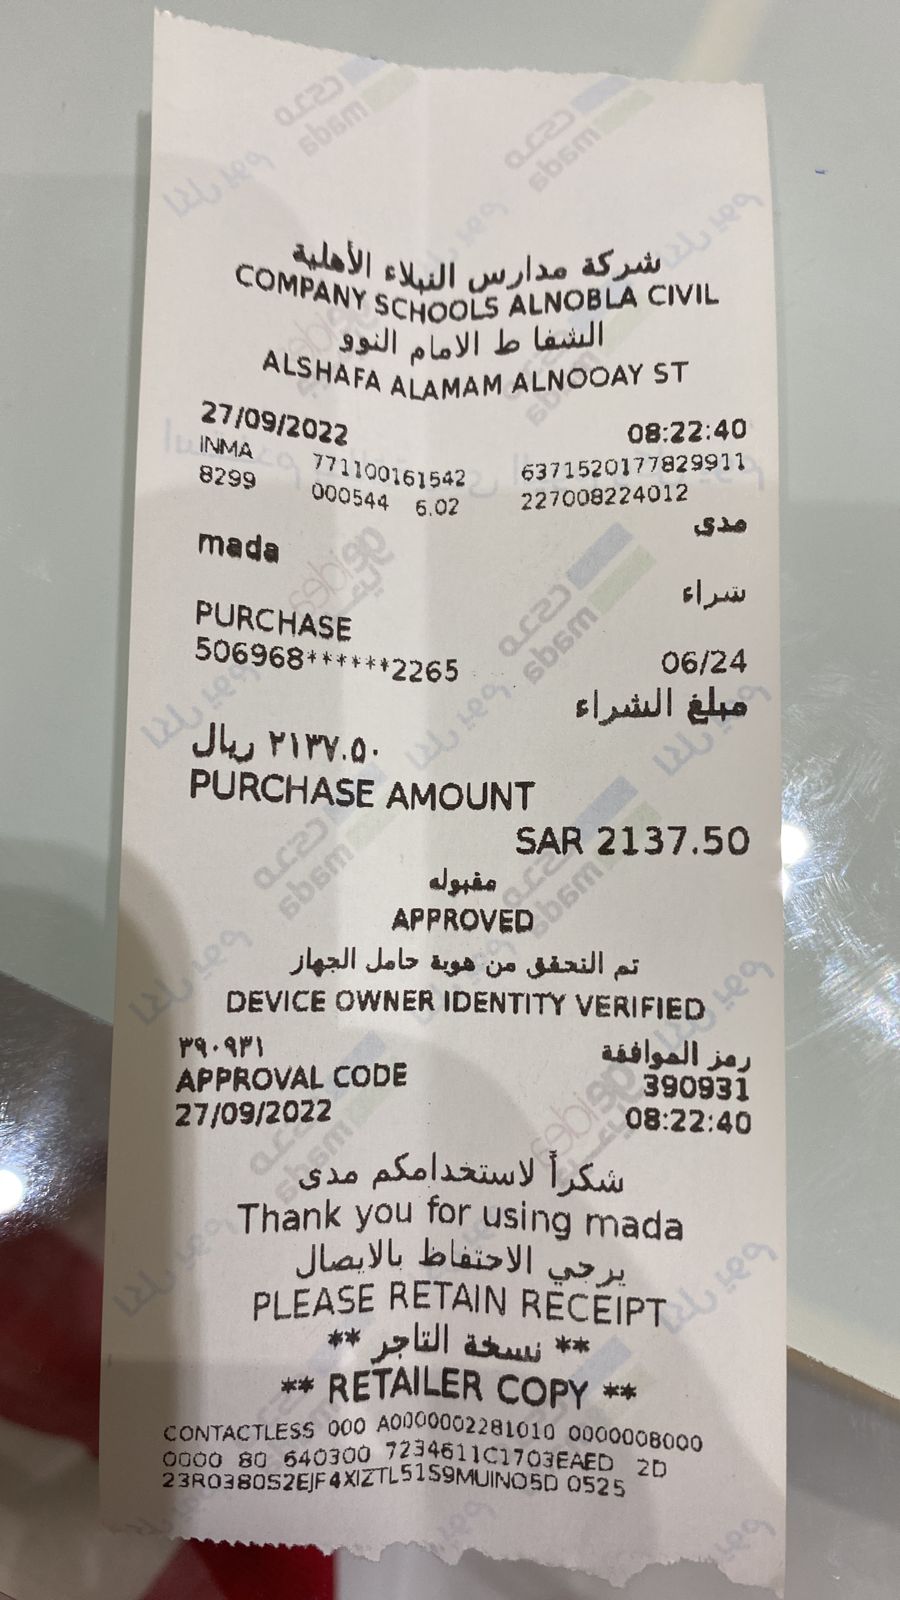 شركة مدارس النبلاء الأهلية
COMPANY SCHOOLS ALNOBLA CIVIL
الشفا ط الامام النوو
ALSHAFA ALAMAM ALNOOAY ST
27/09/2022 08:22:40
INMA 771100161542 6371520177829911
8299 000544 6.02 227008224012
مدى
mada
شراء
PURCHASE
506968******2265 06/24
مبلغ الشراء
٢١٣٧.٥٠ ريال
PURCHASE AMOUNT
SAR 2137.50
مقبوله
APPROVED
تم التحقق من هوية حامل الجهاز
DEVICE OWNER IDENTITY VERIFIED
رمز الموافقة ٣٩٠٩٣١
APPROVAL CODE 390931
27/09/2022 08:22:40
شكراً لاستخدامكم مدى
Thank you for using mada
يرجي الاحتفاظ بالايصال
PLEASE RETAIN RECEIPT
** نسخة التاجر **
** RETAILER COPY **
CONTACTLESS 000 A0000002281010 0000008000
0000 80 640300 7234611C1703EAED 2D
23R0380S2EJF4XIZTL51S9MUINO5D 0525